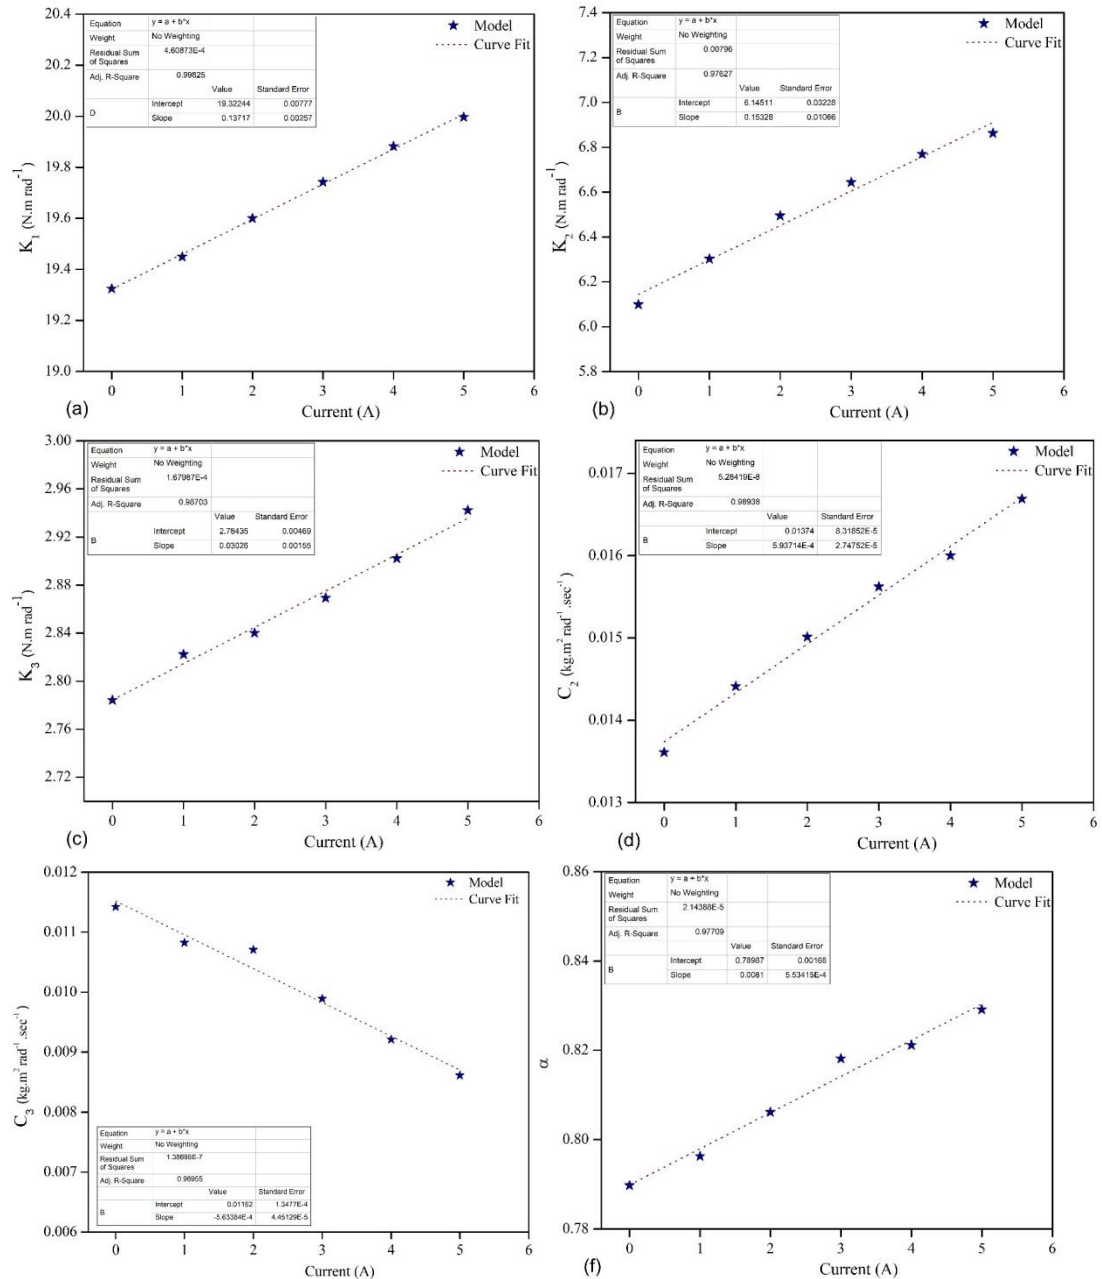 20.4
20.2
20.0
19.8
19.6
19.4
19.2
19.0
K1 (N.m rad-1)
Equation y = a + b*x
Weight No Weighting
Residual Sum of Squares 4.60873E-4
Adj. R-Square 0.99825
Value Standard Error
D Intercept 19.32244 0.00777
Slope 0.13717 0.00257
Model
Curve Fit
0 1 2 3 4 5 6
(a) Current (A)
7.4
7.2
7.0
6.8
6.6
6.4
6.2
6.0
5.8
K2 (N.m rad-1)
Equation y = a + b*x
Weight No Weighting
Residual Sum of Squares 0.00796
Adj. R-Square 0.97627
Value Standard Error
B Intercept 6.14511 0.03228
Slope 0.15328 0.01066
Model
Curve Fit
0 1 2 3 4 5 6
(b) Current (A)
3.00
2.96
2.92
2.88
2.84
2.80
2.76
2.72
K3 (N.m rad-1)
Equation y = a + b*x
Weight No Weighting
Residual Sum of Squares 1.67987E-4
Adj. R-Square 0.98703
Value Standard Error
B Intercept 2.78435 0.00469
Slope 0.03026 0.00155
Model
Curve Fit
0 1 2 3 4 5 6
(c) Current (A)
0.017
0.016
0.015
0.014
0.013
C2 (kg.m2 rad-1 .sec-1)
Equation y = a + b*x
Weight No Weighting
Residual Sum of Squares 5.28419E-8
Adj. R-Square 0.98938
Value Standard Error
B Intercept 0.01374 8.31852E-5
Slope 5.93714E-4 2.74752E-5
Model
Curve Fit
0 1 2 3 4 5 6
(d) Current (A)
0.012
0.011
0.010
0.009
0.008
0.007
0.006
C3 (kg.m2 rad-1 .sec-1)
Model
Curve Fit
Equation y = a + b*x
Weight No Weighting
Residual Sum of Squares 1.38698E-7
Adj. R-Square 0.96955
Value Standard Error
B Intercept 0.01152 1.3477E-4
Slope -5.63384E-4 4.45129E-5
0 1 2 3 4 5 6
Current (A)
0.86
0.84
0.82
0.80
0.78
α
Equation y = a + b*x
Weight No Weighting
Residual Sum of Squares 2.14388E-5
Adj. R-Square 0.97709
Value Standard Error
B Intercept 0.78987 0.00168
Slope 0.0081 5.53415E-4
Model
Curve Fit
0 1 2 3 4 5 6
(f) Current (A)